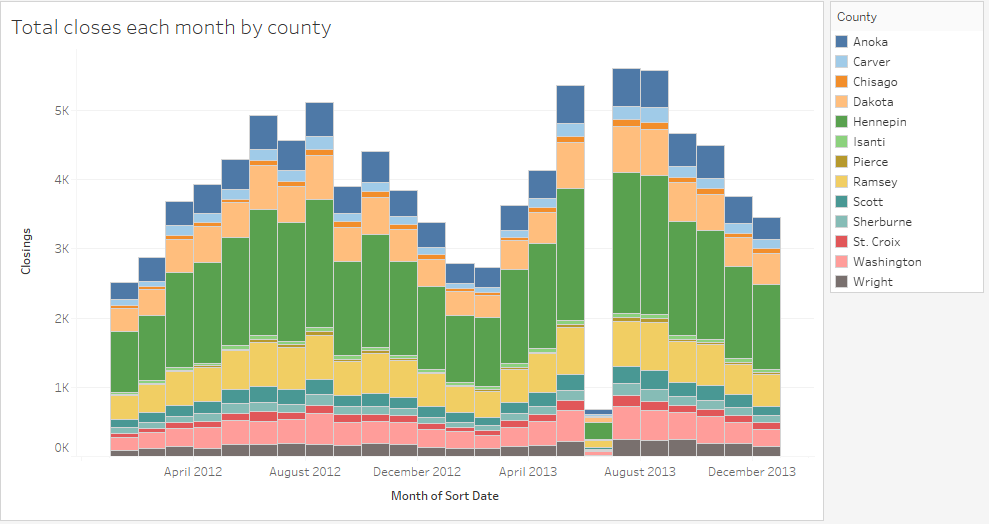 Total closes each month by county
County
Anoka
Carver
Chisago
Dakota
Hennepin
Isanti
Pierce
Ramsey
Scott
Sherburne
St. Croix
Washington
Wright
Closings
5K
4K
3K
2K
1K
0K
April 2012
August 2012
December 2012
April 2013
August 2013
December 2013
Month of Sort Date